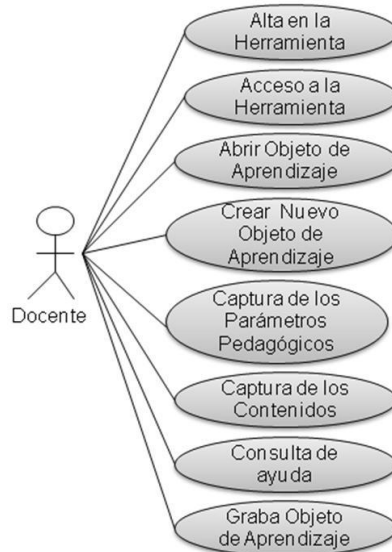 Alta en la
Herramienta
Acceso a la
Herramienta
Abrir Objeto de
Aprendizaje
Crear Nuevo
Objeto de
Aprendizaje
Docente
Captura de los
Parámetros
Pedagógicos
Captura de los
Contenidos
Consulta de
ayuda
Graba Objeto
de Aprendizaje